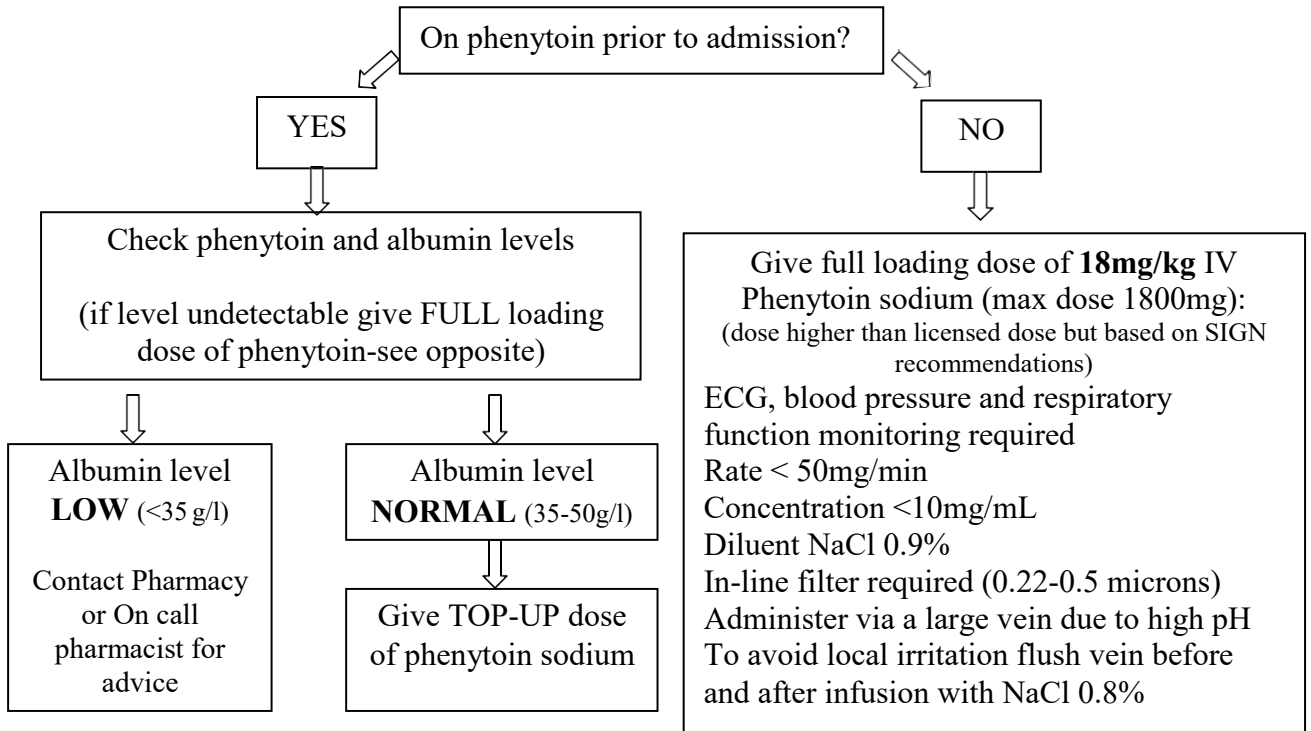 On phenytoin prior to admission?
YES
NO
Check phenytoin and albumin levels
(if level undetectable give FULL loading
dose of phenytoin-see opposite)
Albumin level
LOW (<35 g/l)
Contact Pharmacy
or On call
pharmacist for
advice
Albumin level
NORMAL (35-50g/l)
Give TOP-UP dose
of phenytoin sodium
Give full loading dose of 18mg/kg IV
Phenytoin sodium (max dose 1800mg):
(dose higher than licensed dose but based on SIGN
recommendations)
ECG, blood pressure and respiratory
function monitoring required
Rate < 50mg/min
Concentration <10mg/mL
Diluent NaCl 0.9%
In-line filter required (0.22-0.5 microns)
Administer via a large vein due to high pH
To avoid local irritation flush vein before
and after infusion with NaCl 0.8%